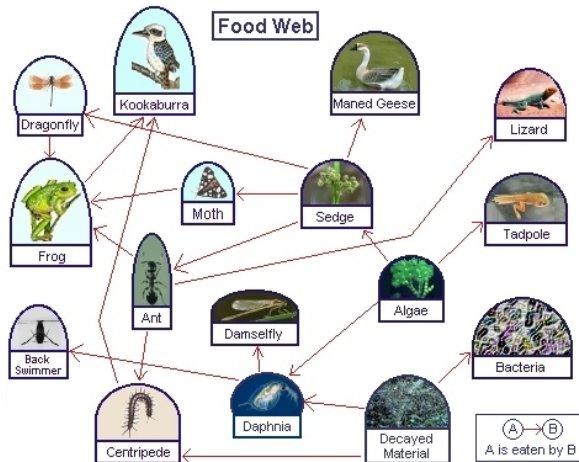 Food Web
Kookaburra
Maned Geese
Dragonfly
Lizard
Moth
Sedge
Tadpole
Frog
Ant
Damselfly
Algae
Back
Swimmer
Bacteria
Daphnia
Decayed
Material
Centripede
A B
A is eaten by B